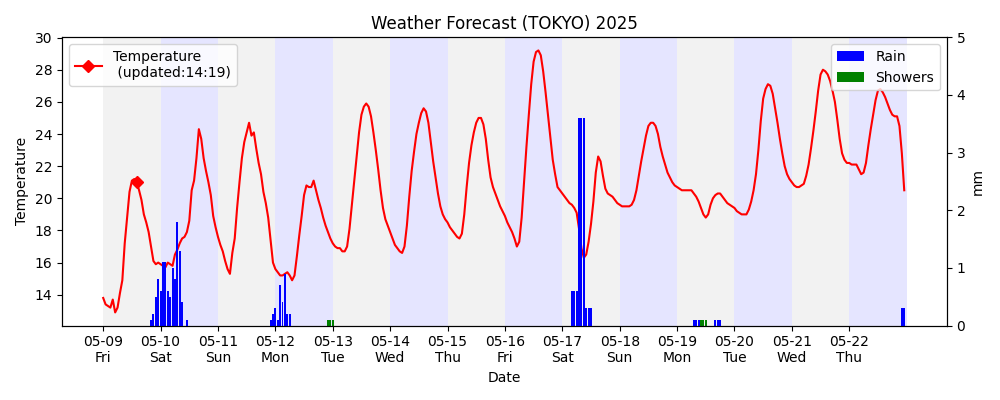 Weather Forecast (TOKYO) 2025
Temperature
(updated:14:19)
Rain
Showers
30
28
26
24
22
20
18
16
14
Temperature
5
4
3
2
1
0
mm
05-09 05-10 05-11 05-12 05-13 05-14 05-15 05-16 05-17 05-18 05-19 05-20 05-21 05-22
Fri Sat Sun Mon Tue Wed Thu Fri Sat Sun Mon Tue Wed Thu
Date